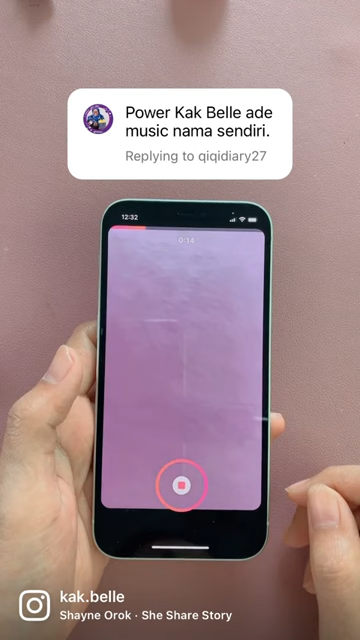 Power Kak Belle ade
music nama sendiri.
Replying to qiqidiary27
12:32
0:14
kak.belle
Shayne Orok · She Share Story